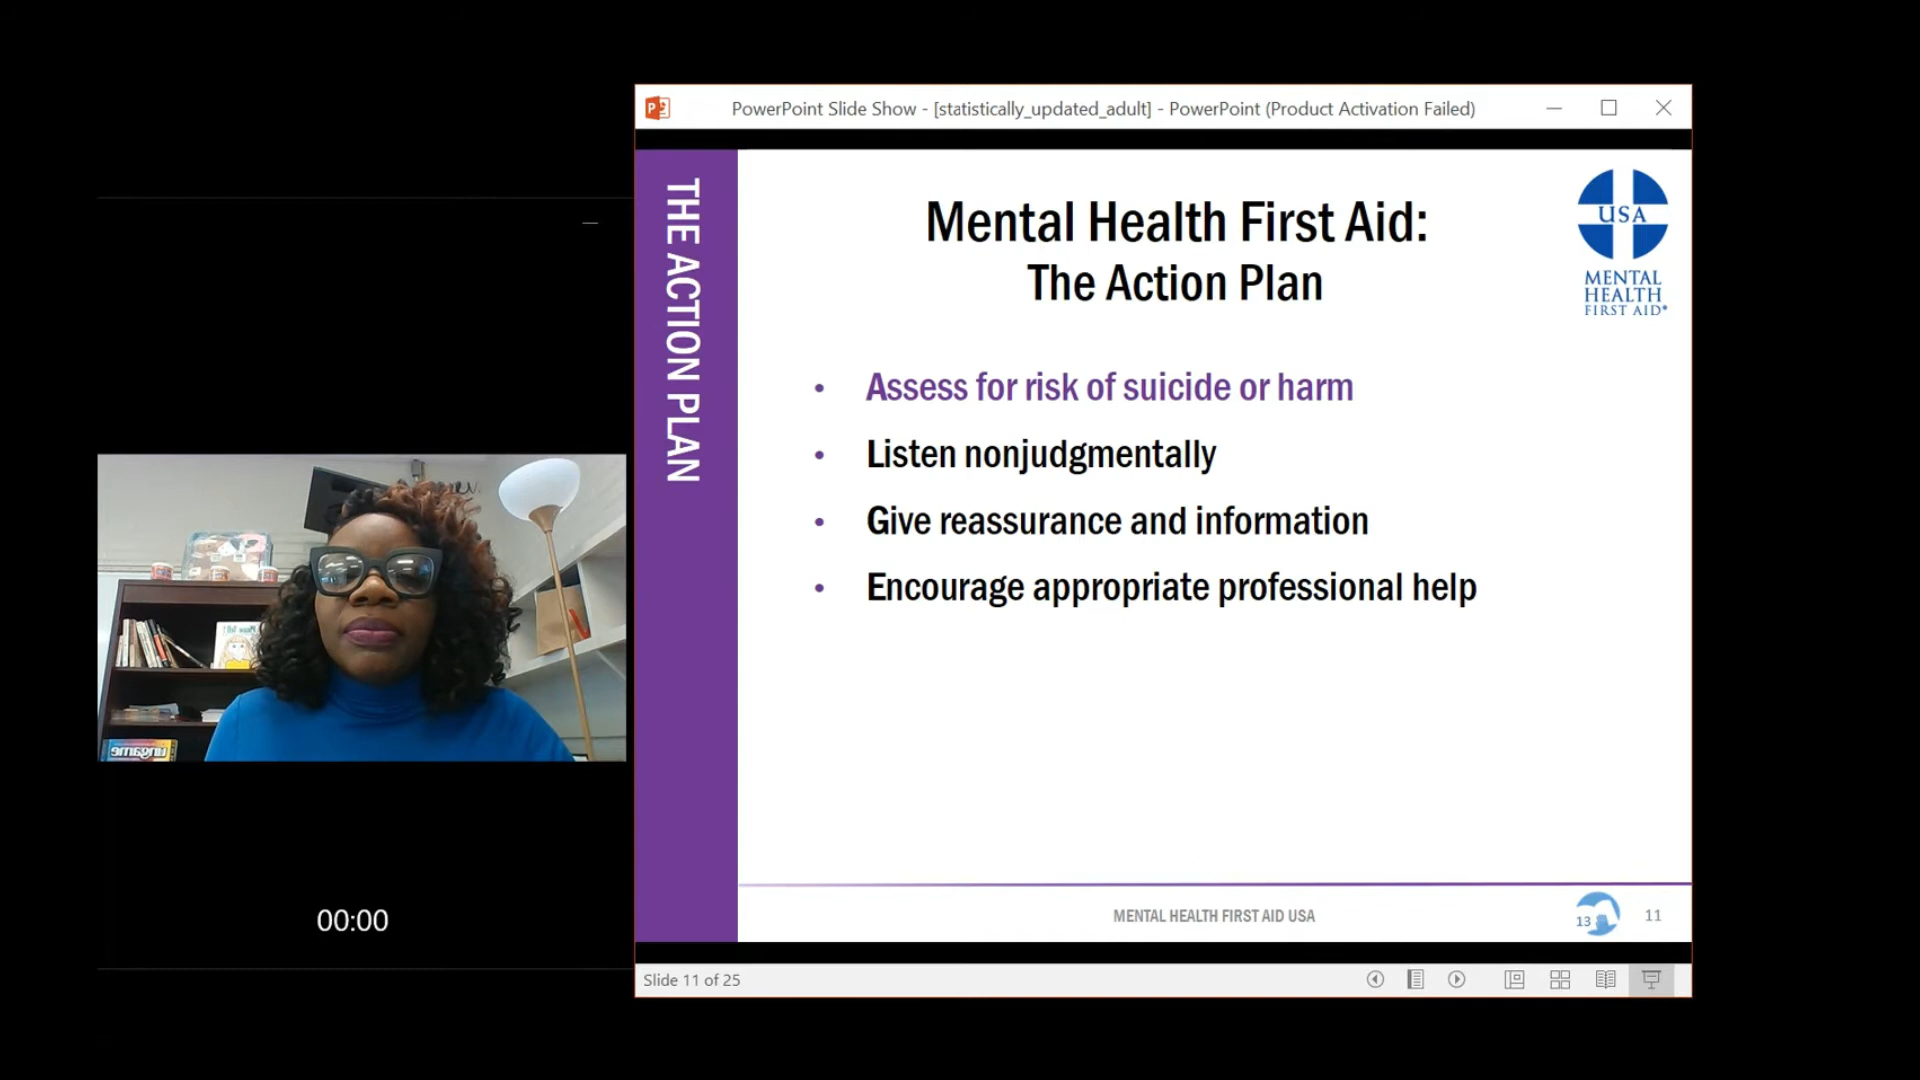 PowerPoint Slide Show - [statistically_updated_adult] - PowerPoint (Product Activation Failed)
THE ACTION PLAN
Mental Health First Aid:
The Action Plan
USA
MENTAL
HEALTH
FIRST AID®
• Assess for risk of suicide or harm
• Listen nonjudgmentally
• Give reassurance and information
• Encourage appropriate professional help
ungame
00:00
MENTAL HEALTH FIRST AID USA
13
11
Slide 11 of 25